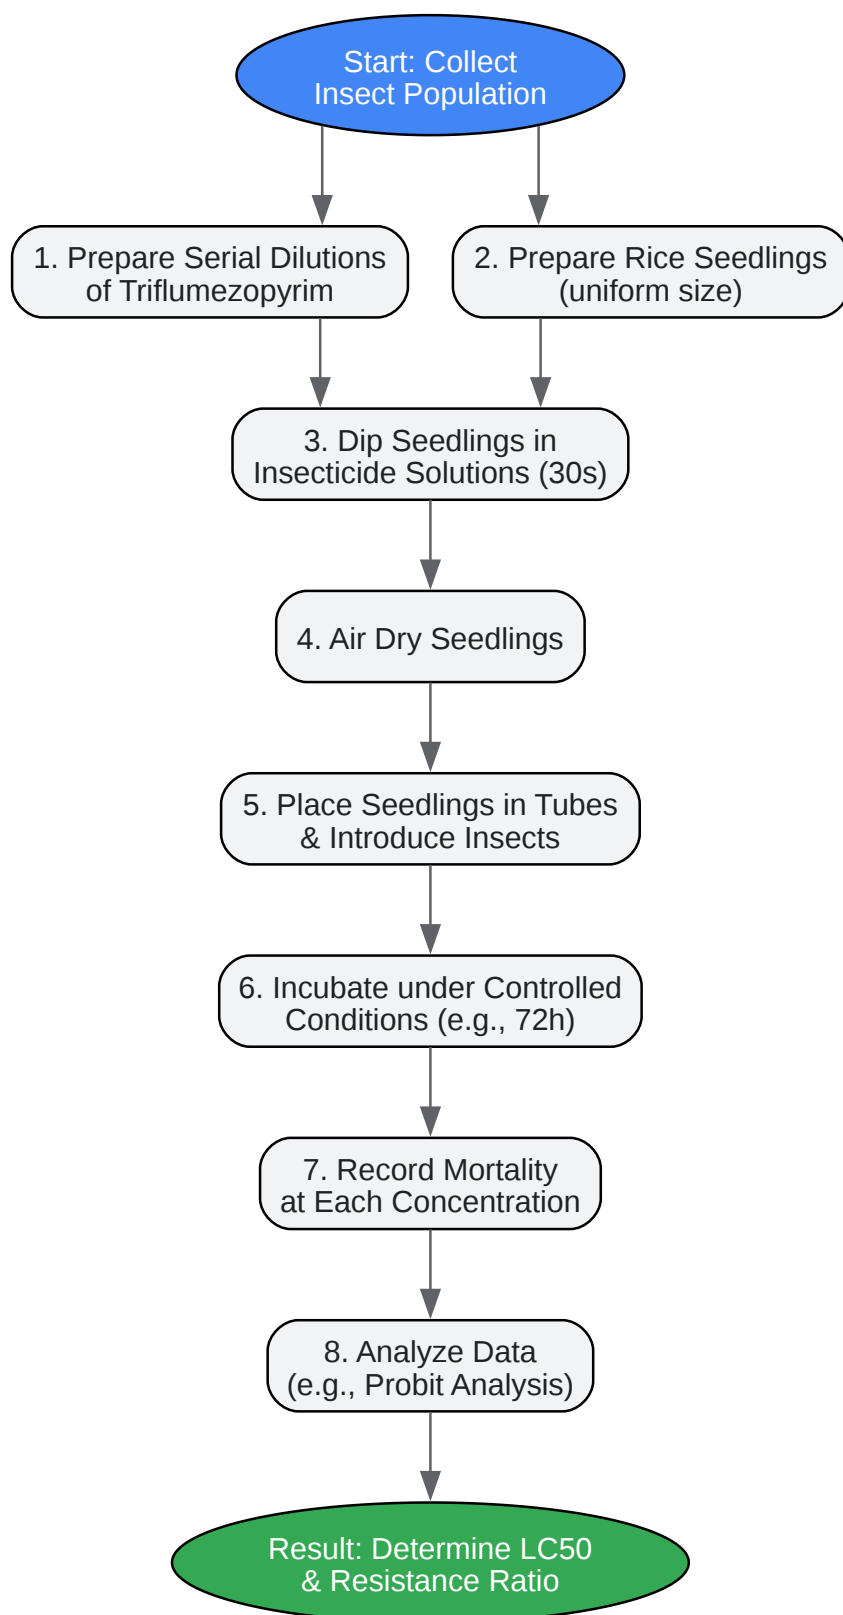 Start: Collect
Insect Population
1. Prepare Serial Dilutions
of Triflumezopyrim
2. Prepare Rice Seedlings
(uniform size)
3. Dip Seedlings in
Insecticide Solutions (30s)
4. Air Dry Seedlings
5. Place Seedlings in Tubes
& Introduce Insects
6. Incubate under Controlled
Conditions (e.g., 72h)
7. Record Mortality
at Each Concentration
8. Analyze Data
(e.g., Probit Analysis)
Result: Determine LC50
& Resistance Ratio